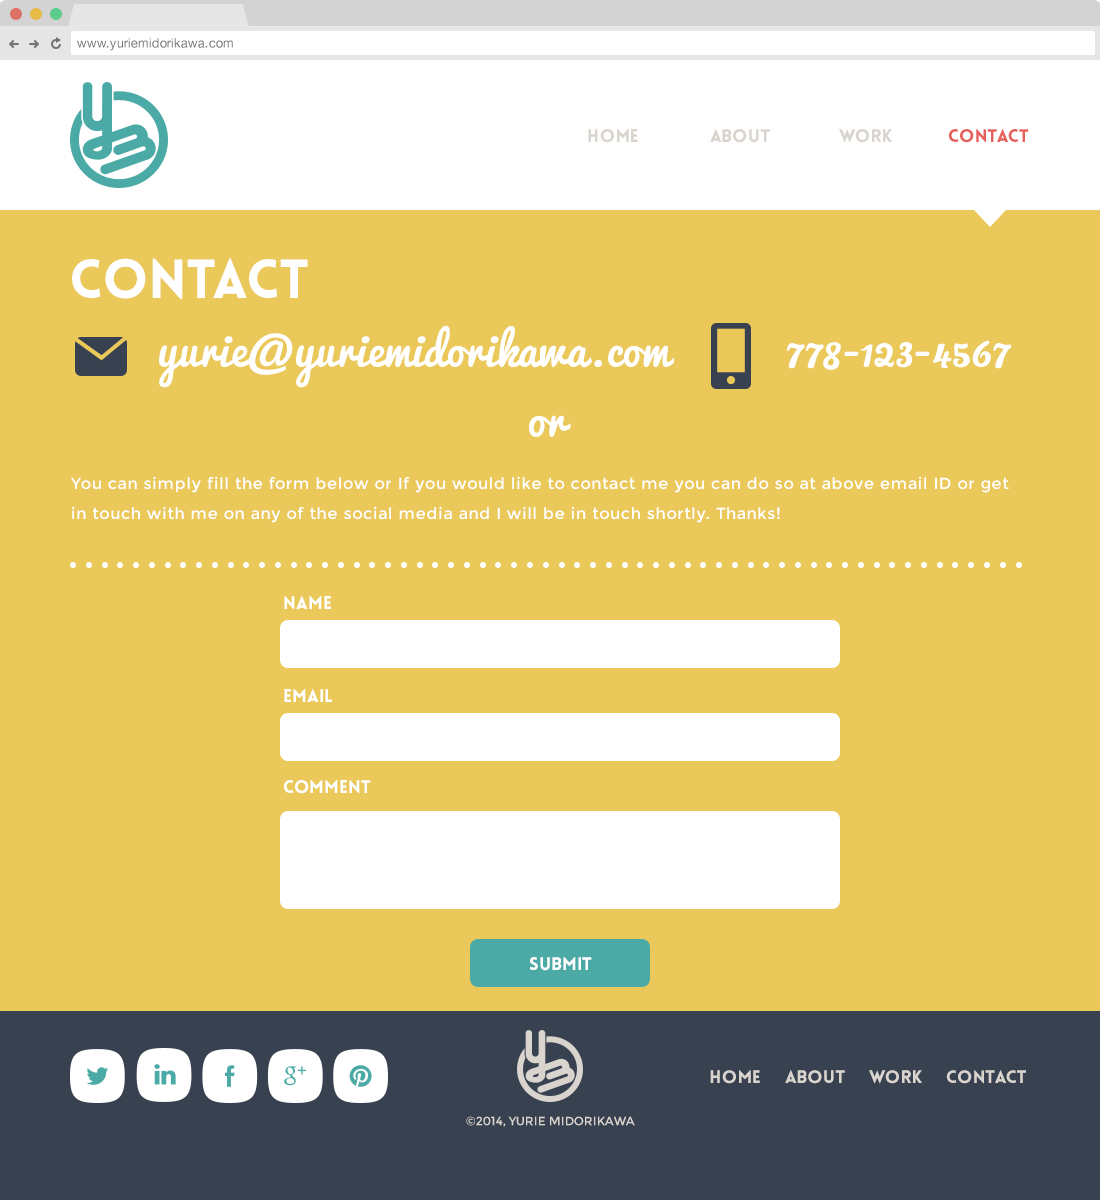 www.yuriemidorikawa.com
HOME ABOUT WORK CONTACT
CONTACT
yurie@yuriemidorikawa.com 778-123-4567
or
You can simply fill the form below or If you would like to contact me you can do so at above email ID or get
in touch with me on any of the social media and I will be in touch shortly. Thanks!
NAME
EMAIL
COMMENT
SUBMIT
in f g+
HOME ABOUT WORK CONTACT
©2014, YURIE MIDORIKAWA